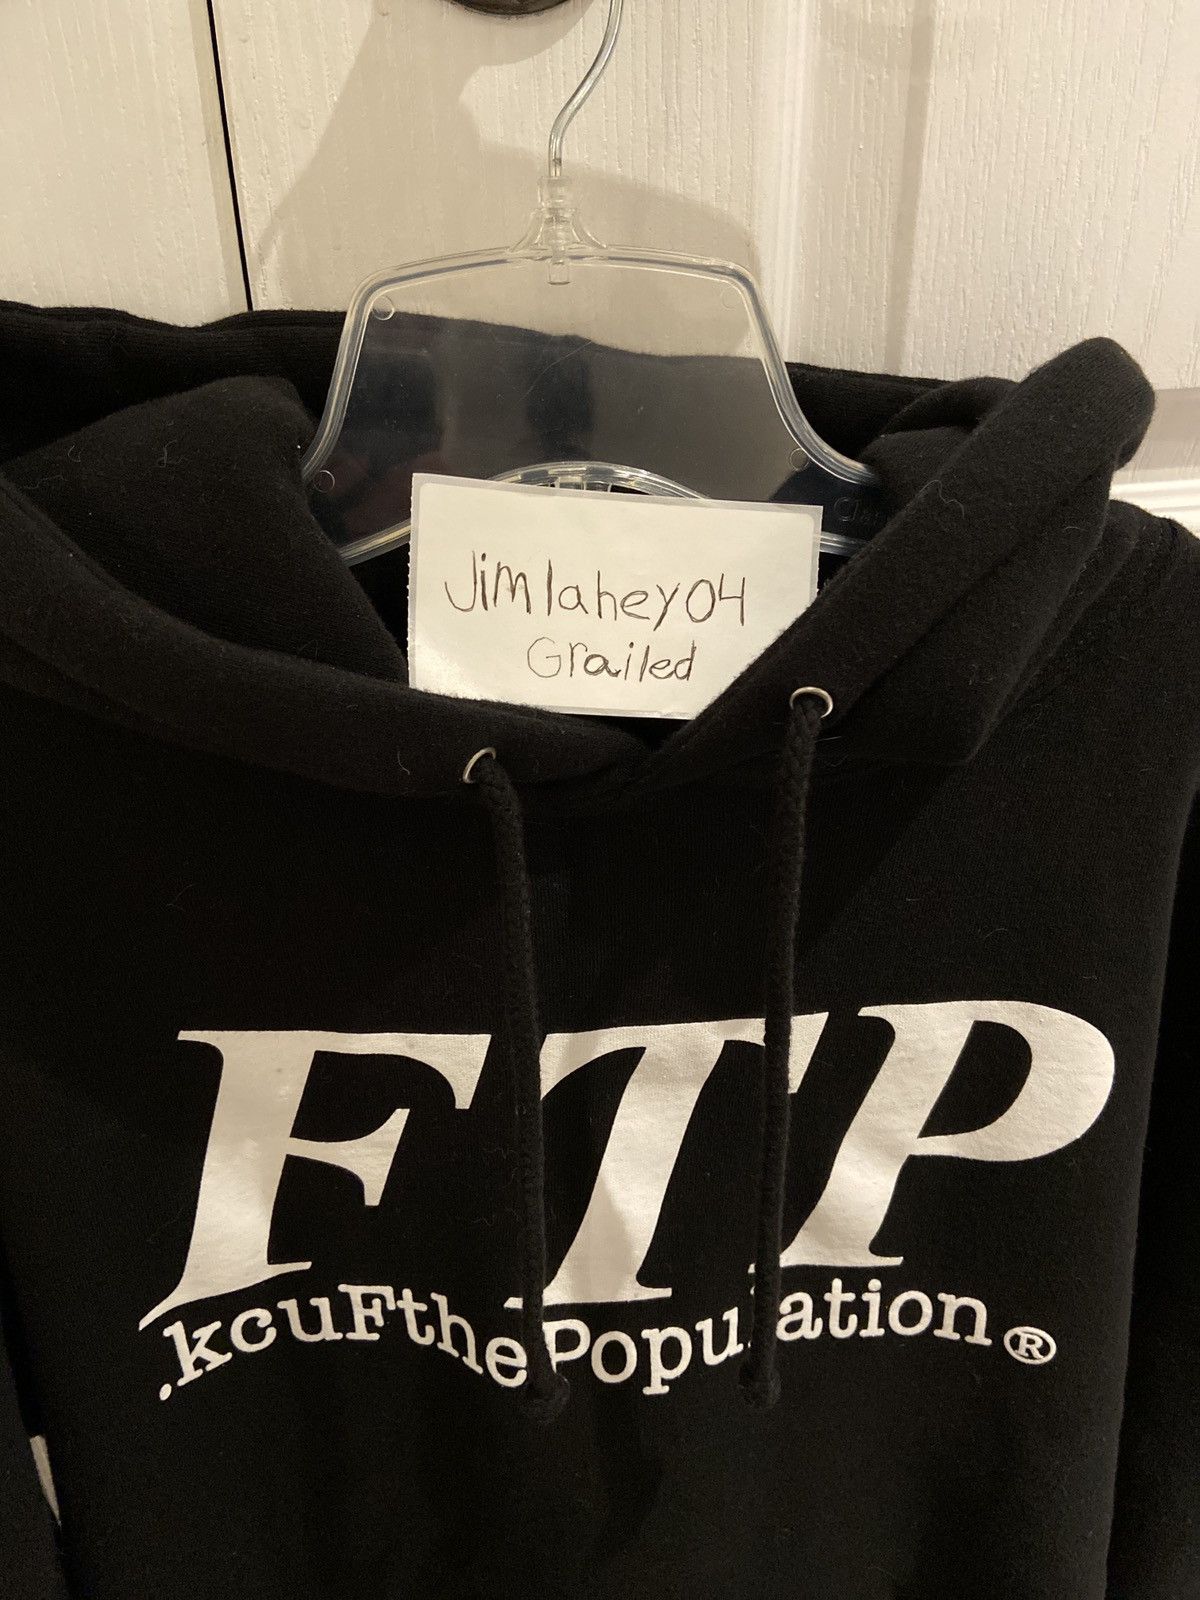 Jimlahey04
Grailed
FTP
.kcuFthePopulation®